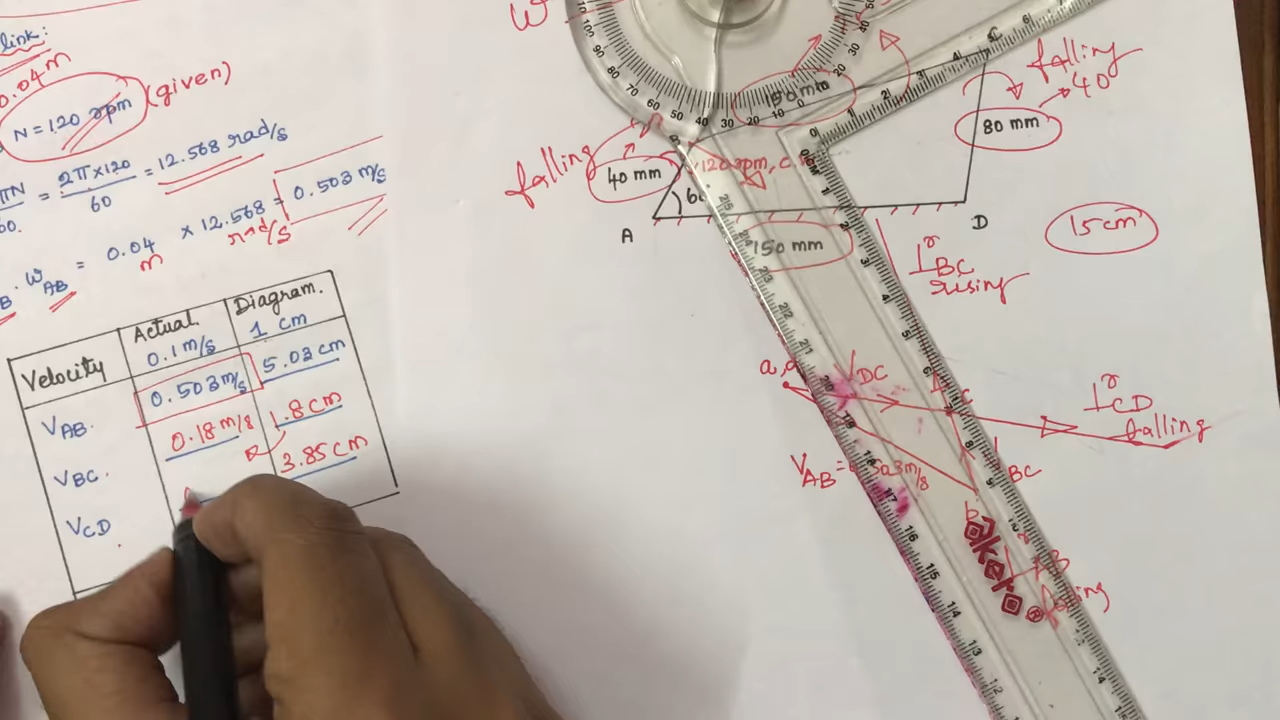 link:
0.04m
N=120 rpm (given)
πN = 2π×120 = 12.568 rad/s
60. 60
B. ωAB = 0.04 × 12.568 = 0.503 m/s
m rad/s
Velocity Actual. Diagram.
0.1 m/s 1 cm
VAB. 0.503 m/s 5.03 cm
VBC. 0.18 m/s 1.8 cm
VCD 3.85 cm
falling
40 mm
150 mm
falling
40
80 mm
B
C
120 rpm, c.
A
D
150 mm
15 cm
⊥r BC
rising
a,
VDC
c
⊥r CD
falling
VAB =
m/s
BC
b
akero®